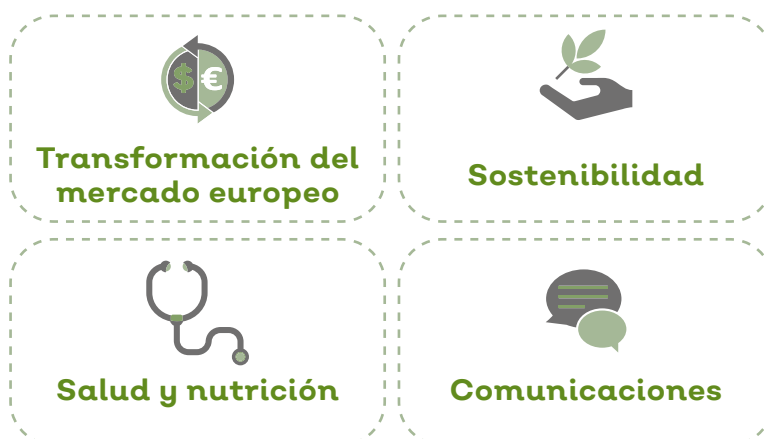 $ €
Transformación del
mercado europeo
Sostenibilidad
Salud y nutrición
Comunicaciones